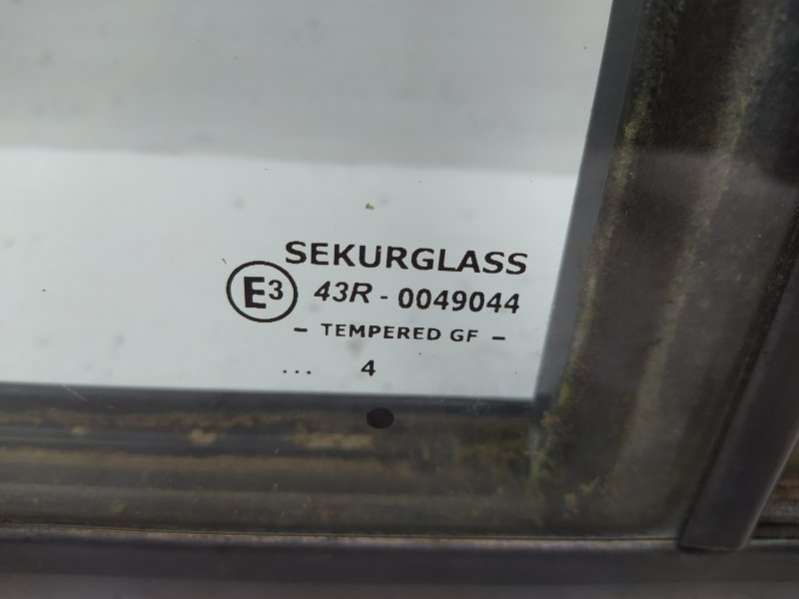 SEKURGLASS
E3 43R - 0049044
- TEMPERED GF -
... 4